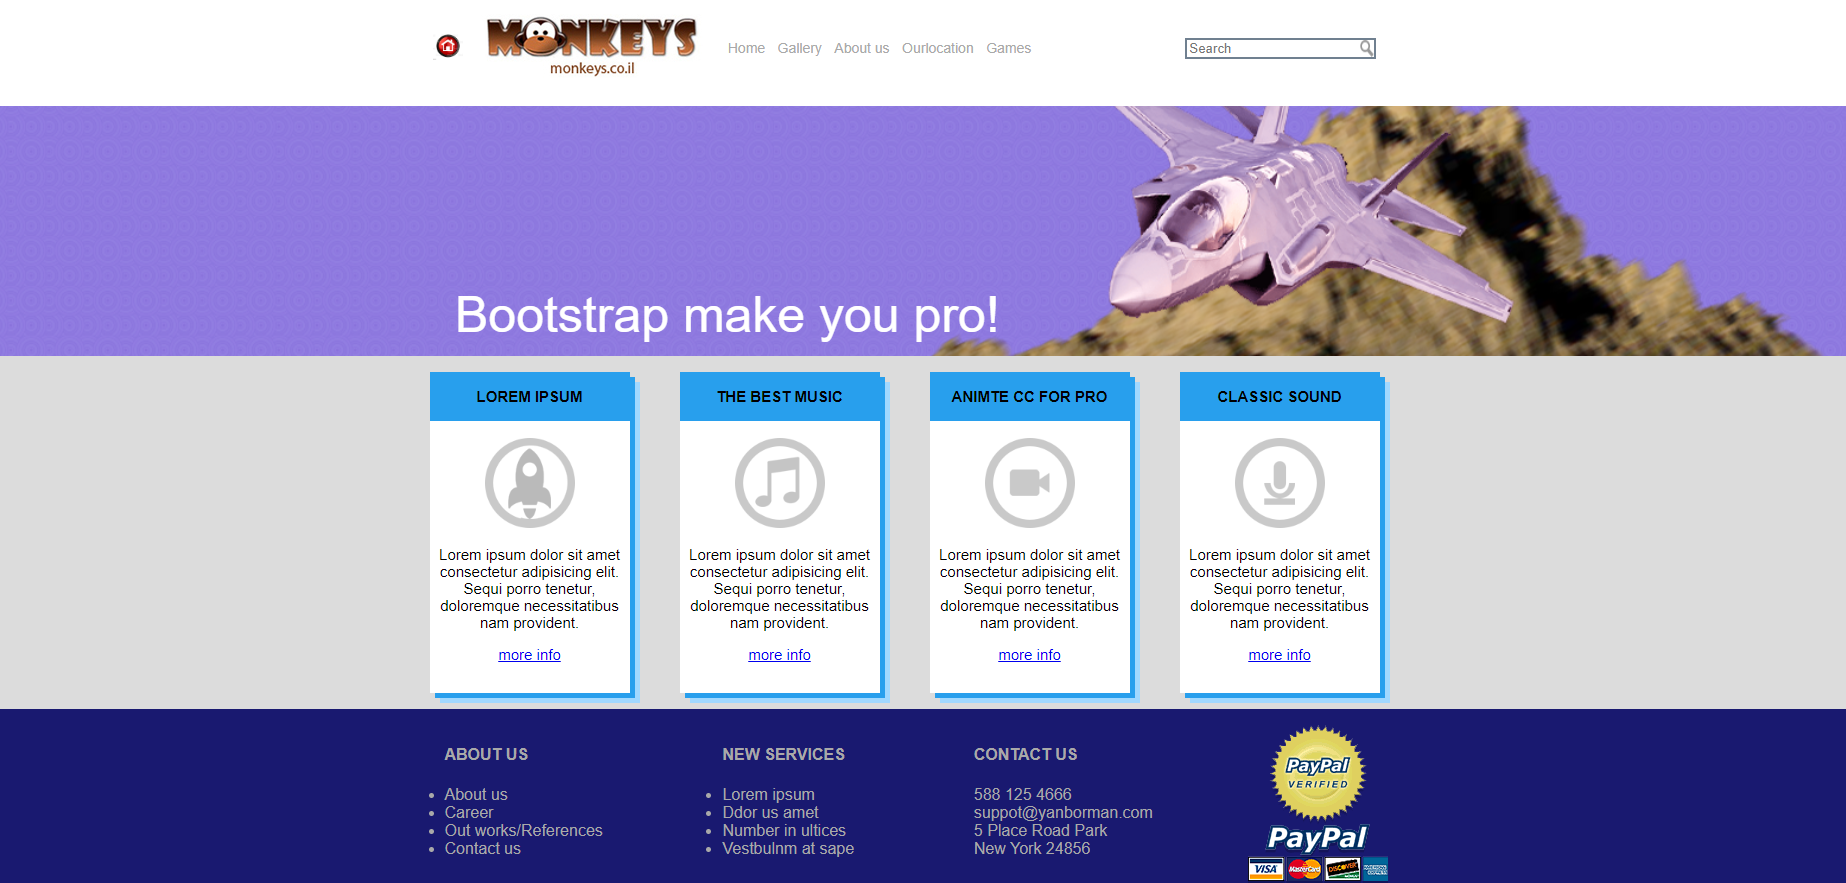 MONKEYS
monkeys.co.il
Home Gallery About us Ourlocation Games
Search
Bootstrap make you pro!
LOREM IPSUM
Lorem ipsum dolor sit amet
consectetur adipisicing elit.
Sequi porro tenetur,
doloremque necessitatibus
nam provident.
more info
THE BEST MUSIC
Lorem ipsum dolor sit amet
consectetur adipisicing elit.
Sequi porro tenetur,
doloremque necessitatibus
nam provident.
more info
ANIMTE CC FOR PRO
Lorem ipsum dolor sit amet
consectetur adipisicing elit.
Sequi porro tenetur,
doloremque necessitatibus
nam provident.
more info
CLASSIC SOUND
Lorem ipsum dolor sit amet
consectetur adipisicing elit.
Sequi porro tenetur,
doloremque necessitatibus
nam provident.
more info
ABOUT US
About us
Career
Out works/References
Contact us
NEW SERVICES
Lorem ipsum
Ddor us amet
Number in ultices
Vestbulnm at sape
CONTACT US
588 125 4666
suppot@yanborman.com
5 Place Road Park
New York 24856
PayPal
VERIFIED
PayPal
VISA MasterCard DISCOVER